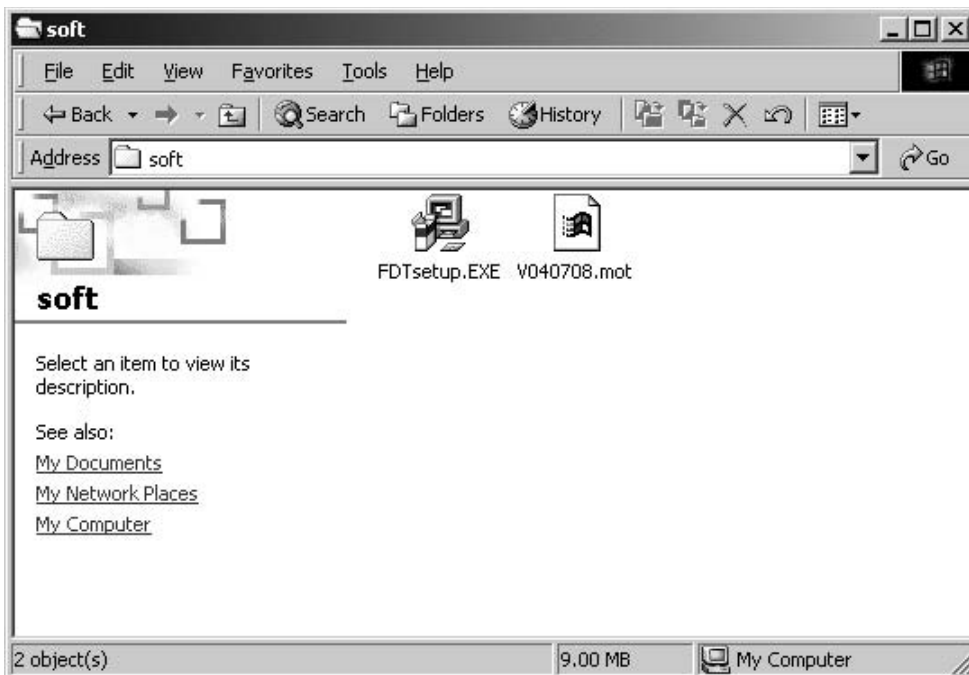 soft
File Edit View Favorites Tools Help
Back Search Folders History
Address soft Go
FDTsetup.EXE V040708.mot
soft
Select an item to view its
description.
See also:
My Documents
My Network Places
My Computer
2 object(s) 9.00 MB My Computer